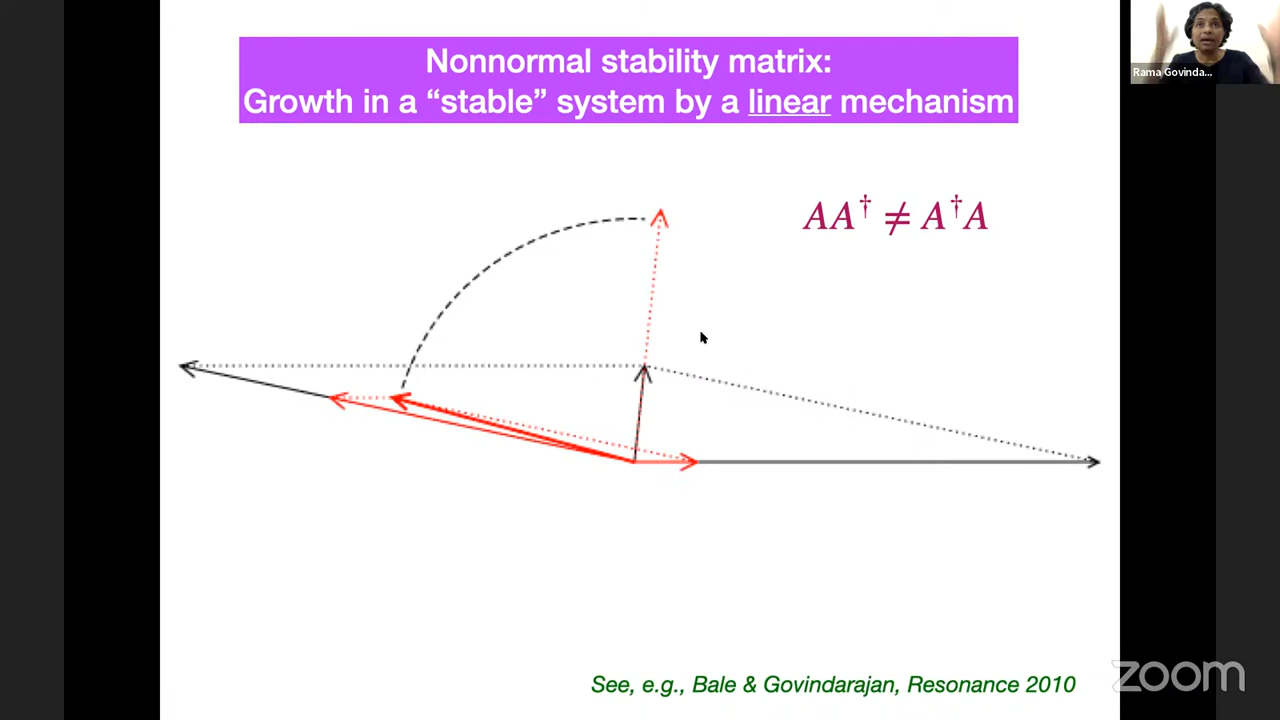 Nonnormal stability matrix:
Growth in a “stable” system by a linear mechanism
Rama Govinda...
AA† ≠ A†A
See, e.g., Bale & Govindarajan, Resonance 2010
zoom